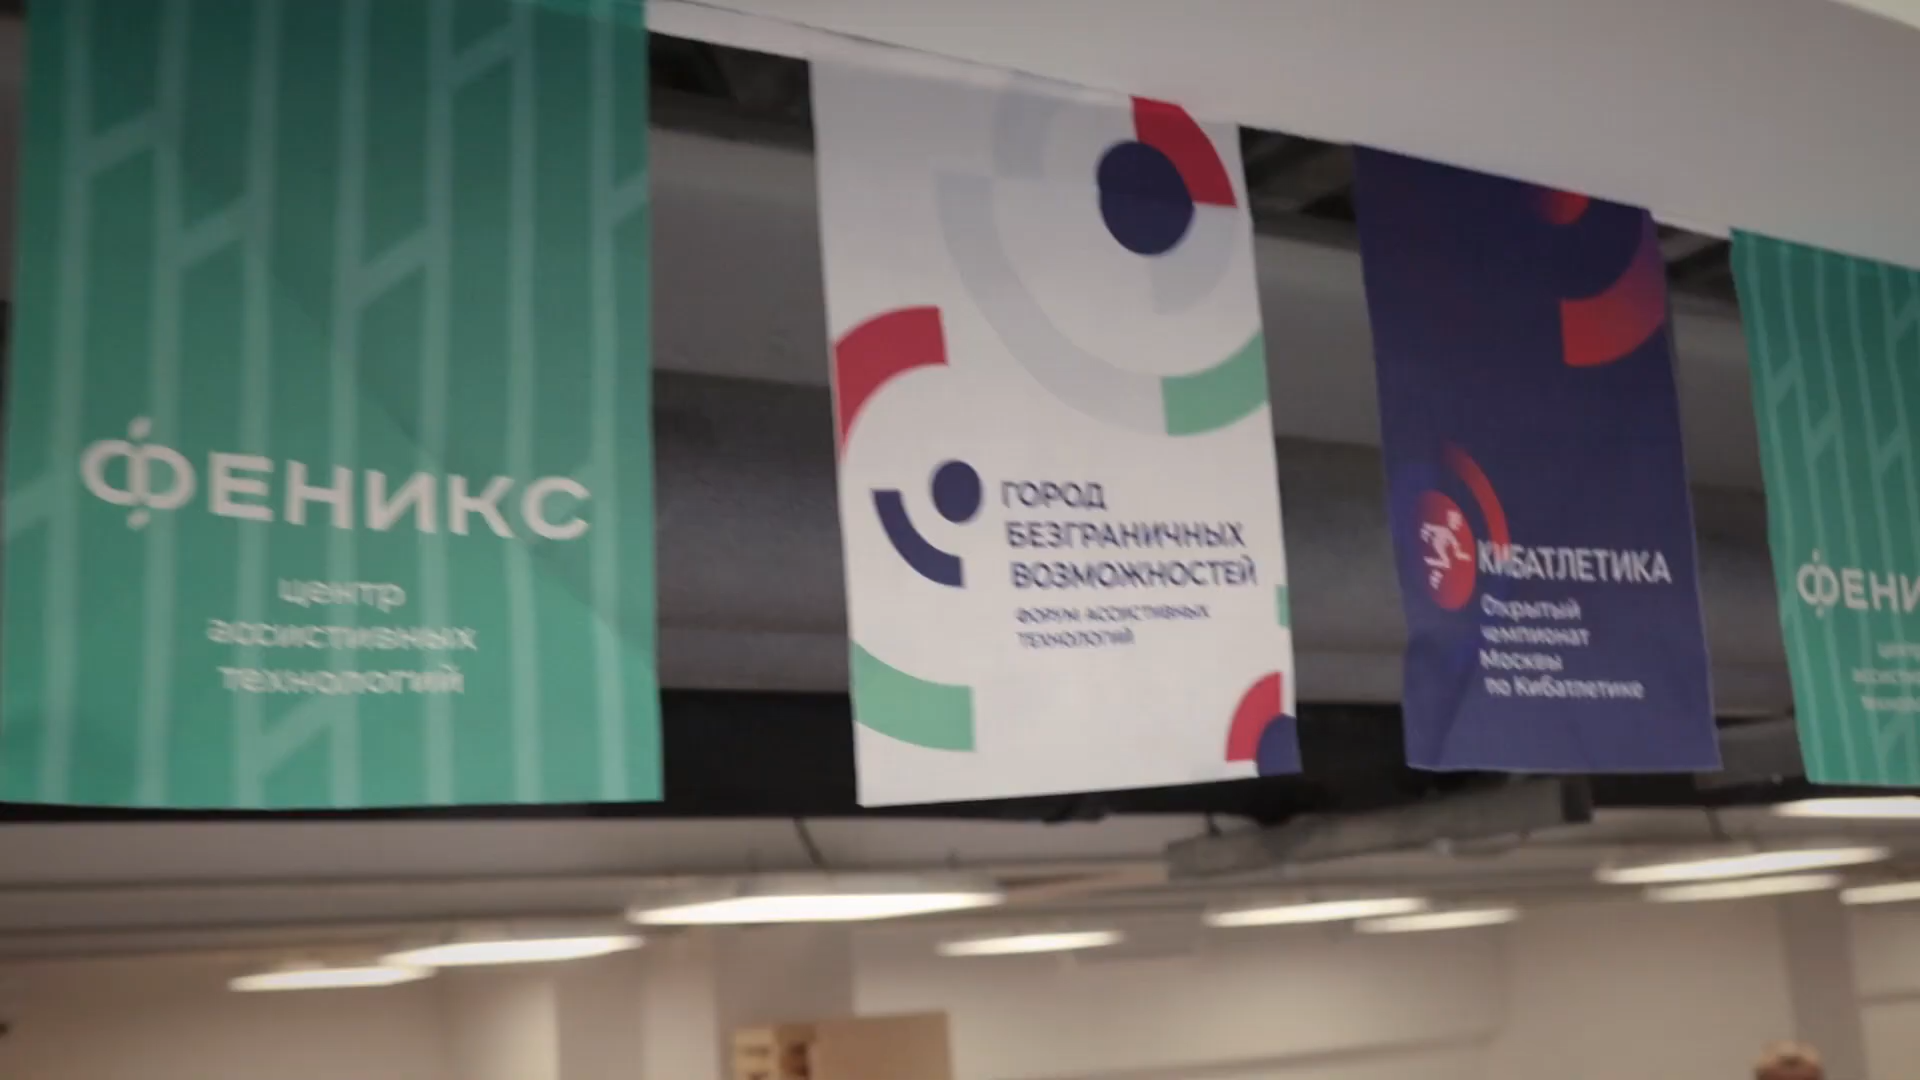 ФЕНИКС
центр
ассистивных
технологий
ГОРОД
БЕЗГРАНИЧНЫХ
ВОЗМОЖНОСТЕЙ
ФОРУМ АССИСТИВНЫХ
ТЕХНОЛОГИЙ
КИБАТЛЕТИКА
Открытый
чемпионат
Москвы
по Кибатлетике
ФЕНИ